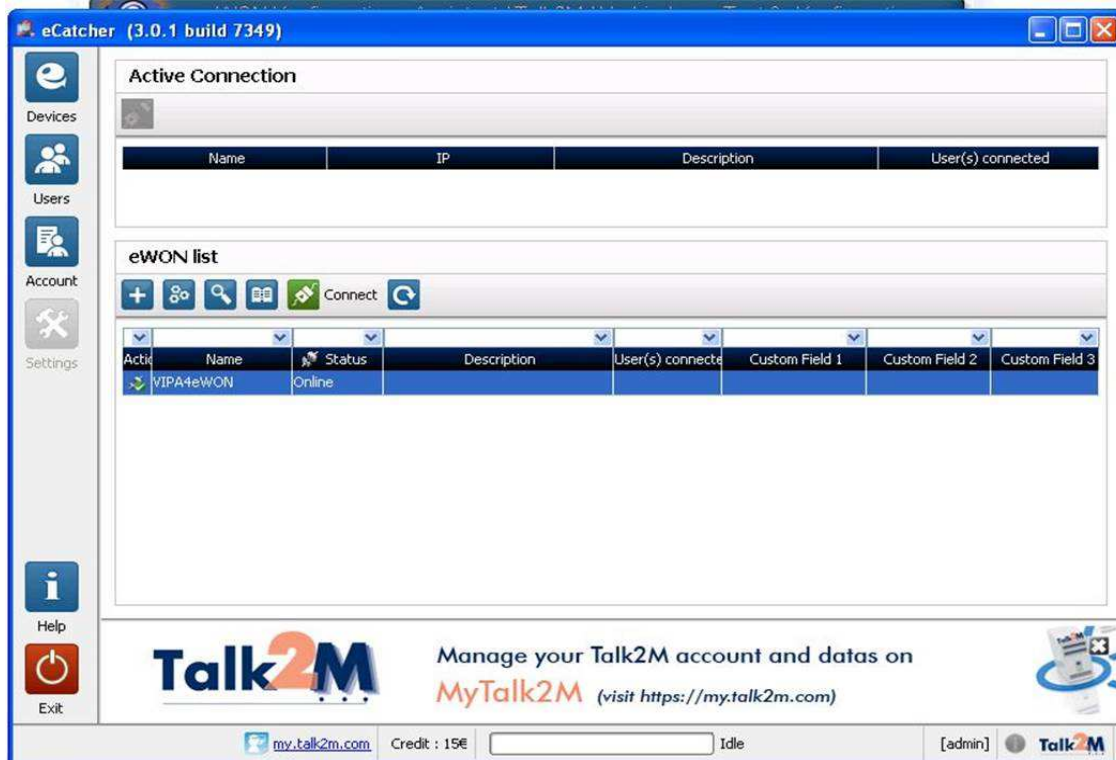 eCatcher (3.0.1 build 7349)
Devices
Users
Account
Settings
Help
Exit
Active Connection
Name IP Description User(s) connected
eWON list
Connect
Actio Name Status Description User(s) connecte Custom Field 1 Custom Field 2 Custom Field 3
VIPA4eWON Online
Talk2M
Manage your Talk2M account and datas on
MyTalk2M (visit https://my.talk2m.com)
my.talk2m.com Credit : 15€ Idle [admin] Talk2M